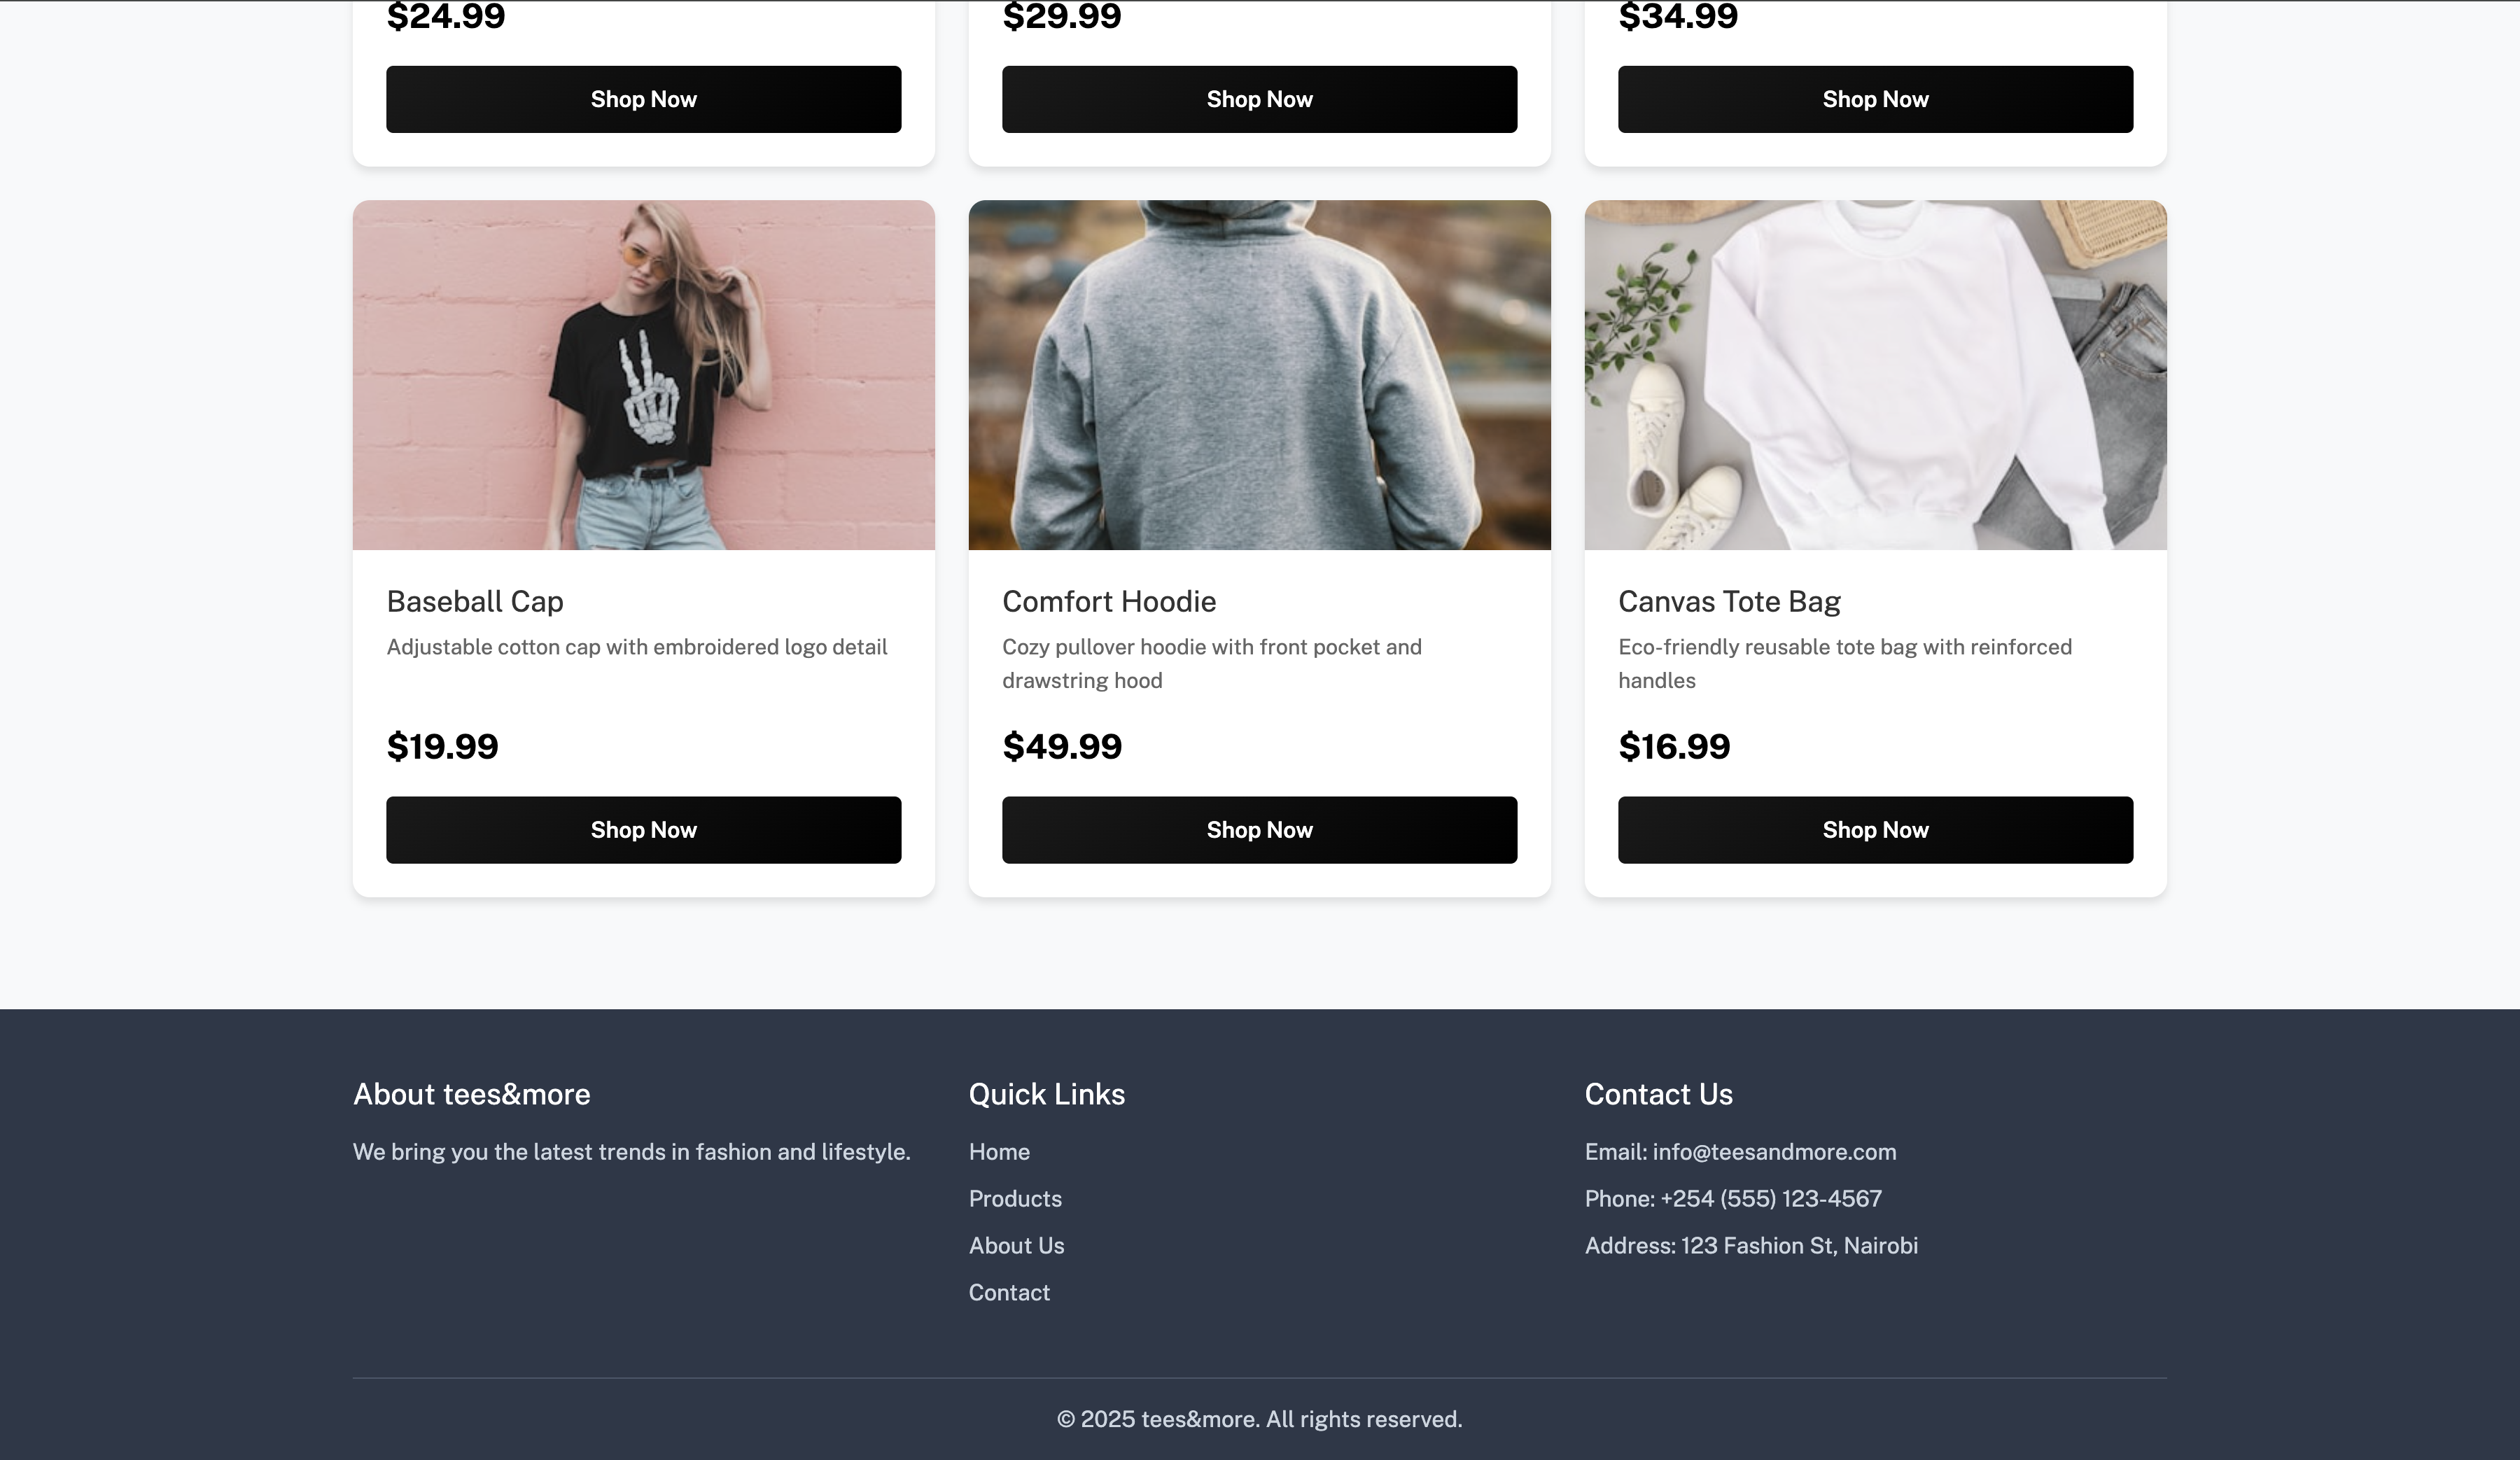 $24.99
$29.99
$34.99
Shop Now
Shop Now
Shop Now
Baseball Cap
Adjustable cotton cap with embroidered logo detail
$19.99
Shop Now
Comfort Hoodie
Cozy pullover hoodie with front pocket and
drawstring hood
$49.99
Shop Now
Canvas Tote Bag
Eco-friendly reusable tote bag with reinforced
handles
$16.99
Shop Now
About tees&more
We bring you the latest trends in fashion and lifestyle.
Quick Links
Home
Products
About Us
Contact
Contact Us
Email: info@teesandmore.com
Phone: +254 (555) 123-4567
Address: 123 Fashion St, Nairobi
© 2025 tees&more. All rights reserved.